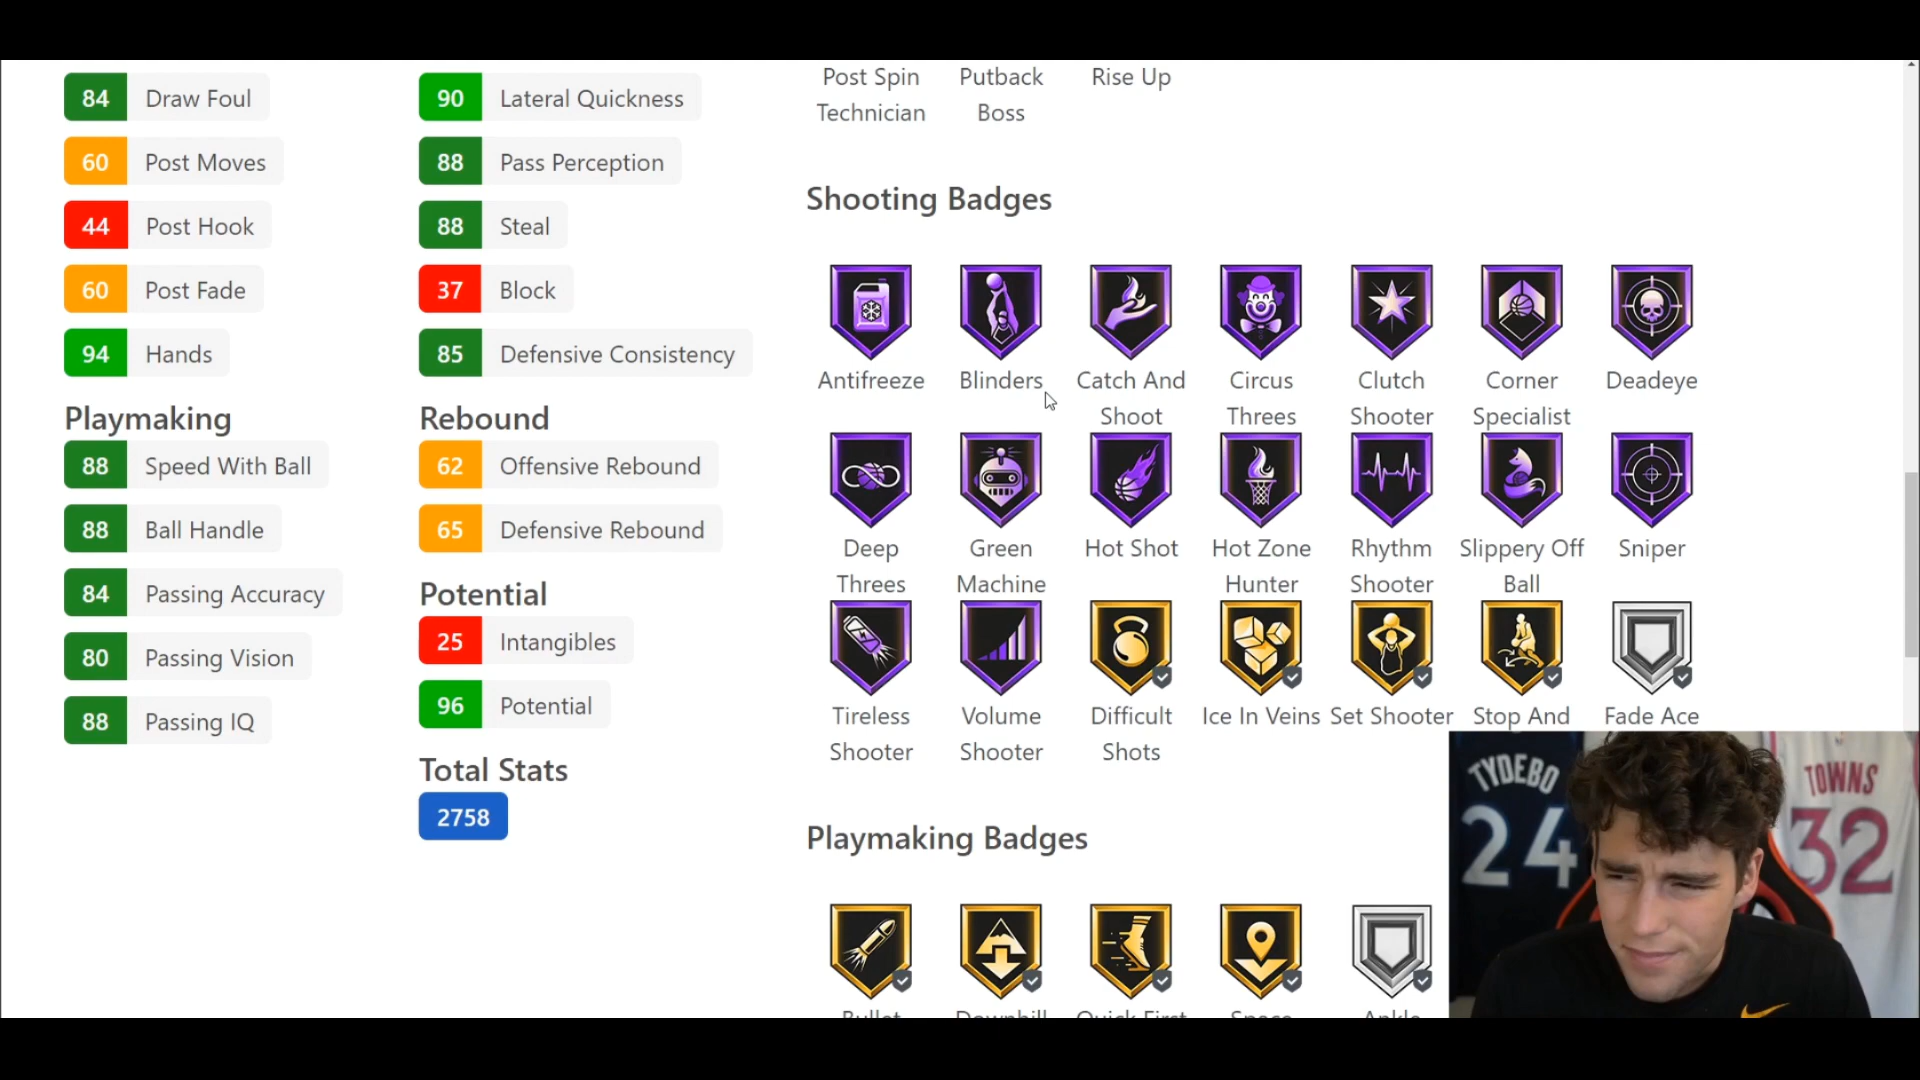 84 Draw Foul
60 Post Moves
44 Post Hook
60 Post Fade
94 Hands
Playmaking
88 Speed With Ball
88 Ball Handle
84 Passing Accuracy
80 Passing Vision
88 Passing IQ
90 Lateral Quickness
88 Pass Perception
88 Steal
37 Block
85 Defensive Consistency
Rebound
62 Offensive Rebound
65 Defensive Rebound
Potential
25 Intangibles
96 Potential
Total Stats
2758
Post Spin Putback Rise Up
Technician Boss
Shooting Badges
Antifreeze Blinders Catch And Circus Clutch Corner Deadeye
Shoot Threes Shooter Specialist
Deep Green Hot Shot Hot Zone Rhythm Slippery Off Sniper
Threes Machine Hunter Shooter Ball
Tireless Volume Difficult Ice In Veins Set Shooter Stop And Fade Ace
Shooter Shooter Shots
Playmaking Badges
Bullet Downhill Quick First Space Ankle
TYDEBO
24
TOWNS
32